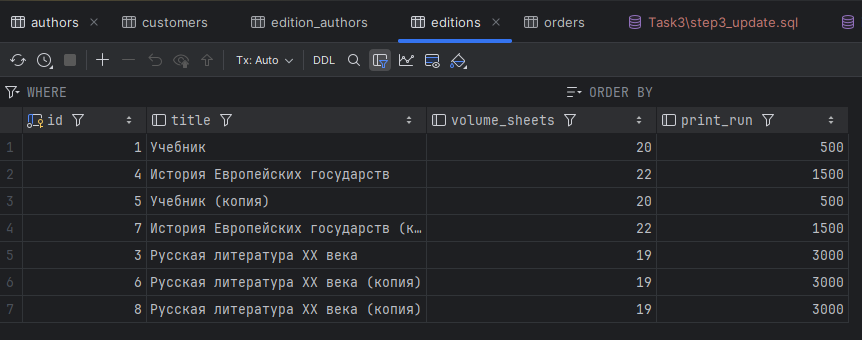 authors × customers edition_authors editions × orders Task3\step3_update.sql
Tx: Auto DDL
WHERE ORDER BY
id title volume_sheets print_run
1 1 Учебник 20 500
2 4 История Европейских государств 22 1500
3 5 Учебник (копия) 20 500
4 7 История Европейских государств (к… 22 1500
5 3 Русская литература XX века 19 3000
6 6 Русская литература XX века (копия) 19 3000
7 8 Русская литература XX века (копия) 19 3000